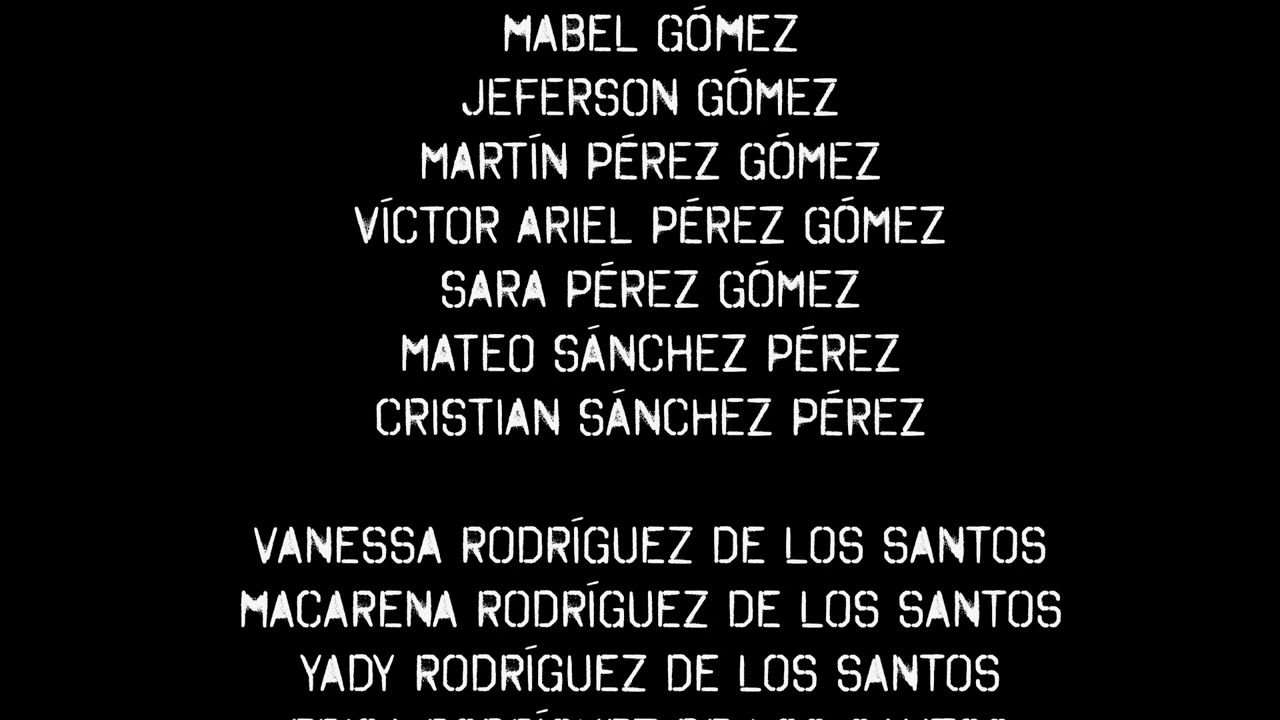 MABEL GÓMEZ
JEFERSON GÓMEZ
MARTÍN PÉREZ GÓMEZ
VÍCTOR ARIEL PÉREZ GÓMEZ
SARA PÉREZ GÓMEZ
MATEO SÁNCHEZ PÉREZ
CRISTIAN SÁNCHEZ PÉREZ
VANESSA RODRÍGUEZ DE LOS SANTOS
MACARENA RODRÍGUEZ DE LOS SANTOS
YADY RODRÍGUEZ DE LOS SANTOS